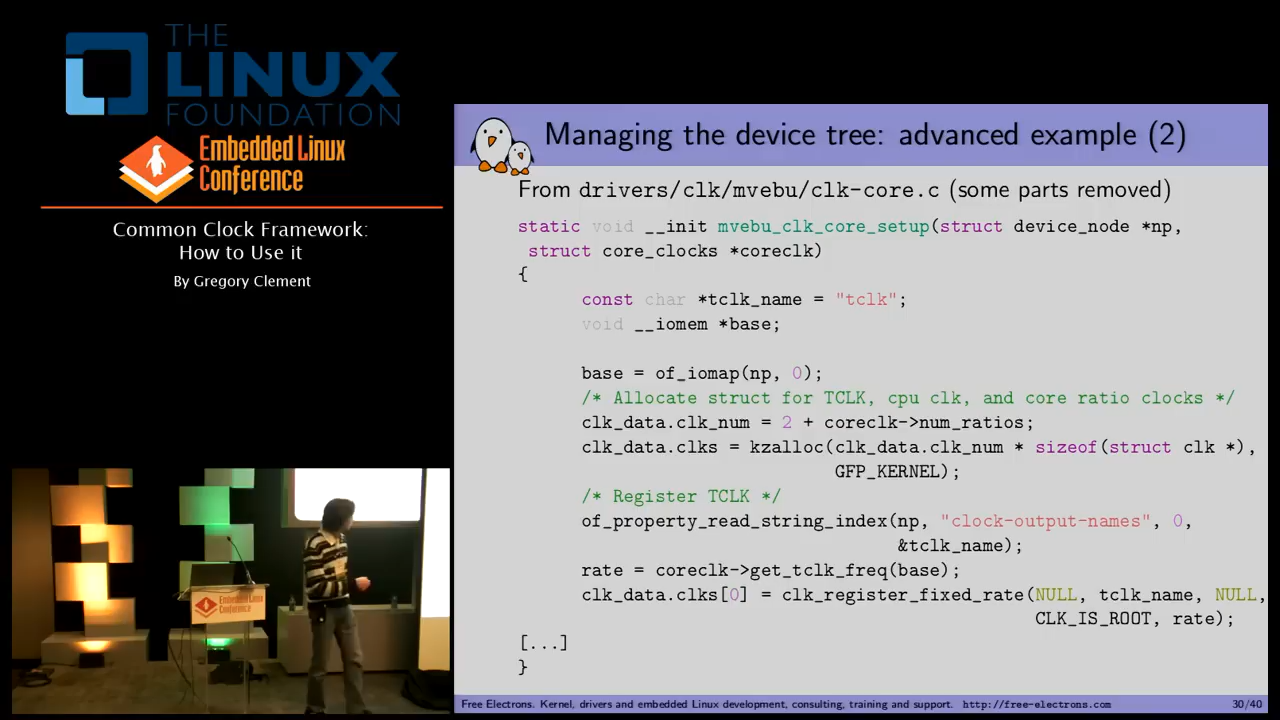 THE
LINUX
FOUNDATION
Embedded Linux
Conference
Common Clock Framework:
How to Use it
By Gregory Clement
Managing the device tree: advanced example (2)
From drivers/clk/mvebu/clk-core.c (some parts removed)
static void __init mvebu_clk_core_setup(struct device_node *np,
struct core_clocks *coreclk)
{
const char *tclk_name = "tclk";
void __iomem *base;
base = of_iomap(np, 0);
/* Allocate struct for TCLK, cpu clk, and core ratio clocks */
clk_data.clk_num = 2 + coreclk->num_ratios;
clk_data.clks = kzalloc(clk_data.clk_num * sizeof(struct clk *),
GFP_KERNEL);
/* Register TCLK */
of_property_read_string_index(np, "clock-output-names", 0,
&tclk_name);
rate = coreclk->get_tclk_freq(base);
clk_data.clks[0] = clk_register_fixed_rate(NULL, tclk_name, NULL,
CLK_IS_ROOT, rate);
[...]
}
Free Electrons. Kernel, drivers and embedded Linux development, consulting, training and support. http://free-electrons.com 30/40
Embedded Linux
Conference